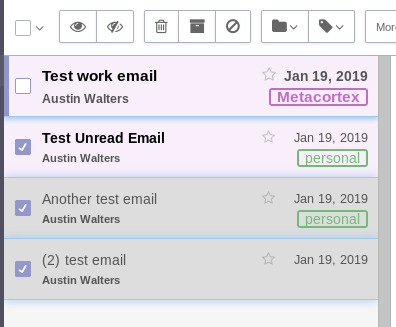 Mor
Test work email Jan 19, 2019
Austin Walters Metacortex
Test Unread Email Jan 19, 2019
Austin Walters personal
Another test email Jan 19, 2019
Austin Walters personal
(2) test email Jan 19, 2019
Austin Walters